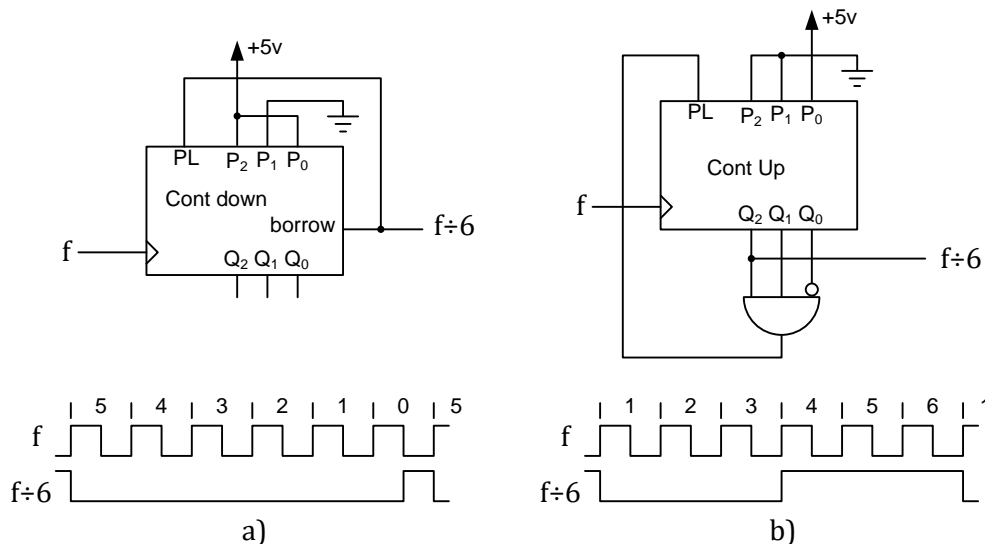 +5v
PL P₂ P₁ P₀
Cont down
borrow
f÷6
f
Q₂ Q₁ Q₀
5 4 3 2 1 0 5
f
f÷6
a)
+5v
PL P₂ P₁ P₀
Cont Up
f
Q₂ Q₁ Q₀
f÷6
1 2 3 4 5 6 1
f
f÷6
b)